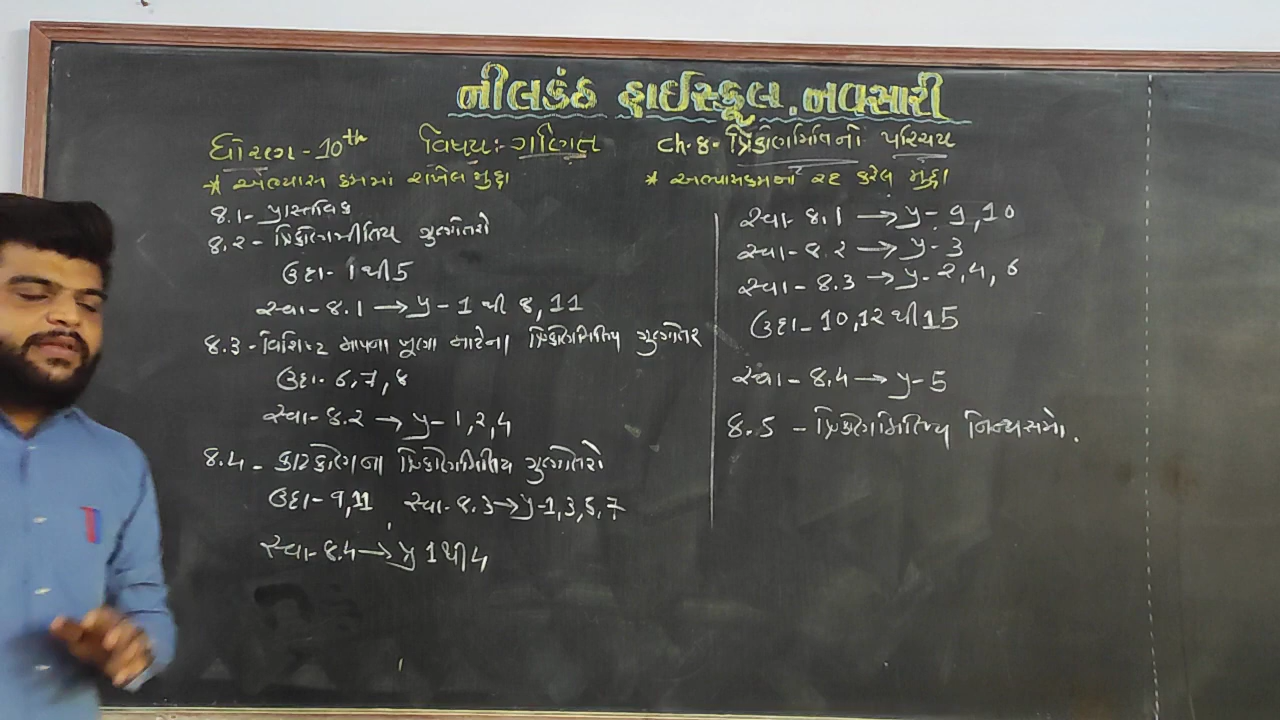 નીલકંઠ હાઈસ્કૂલ. નવસારી
ધોરણ - 10th વિષય :- ગણિત ch.8- ત્રિકોણમિતિનો પરિચય
* અભ્યાસ ક્રમમાં રાખેલ મુદ્દા
8.1 - પ્રાસ્તાવિક
8.2 - ત્રિકોણમિતિય ગુણોત્તરો
ઉદા - 1 થી 5
સ્વા - 8.1 → પ્ર - 1 થી 8, 11
8.3 - વિશિષ્ટ માપના ખૂણા માટેના ત્રિકોણમિતિય ગુણોત્તર
ઉદા - 6, 7, 8
સ્વા - 8.2 → પ્ર - 1, 2, 4
8.4 - કોટિકોણના ત્રિકોણમિતિય ગુણોત્તરો
ઉદા - 9, 11 સ્વા - 8.3 → પ્ર - 1, 3, 5, 7
સ્વા - 8.4 → પ્ર 1 થી 4
* અભ્યાસક્રમનો રદ કરેલ મુદ્દા
સ્વા - 8.1 → પ્ર - 9, 10
સ્વા - 8.2 → પ્ર - 3
સ્વા - 8.3 → પ્ર - 2, 4, 6
ઉદા - 10, 12 થી 15
સ્વા - 8.4 → પ્ર - 5
8.5 - ત્રિકોણમિતિય નિત્યસમો.